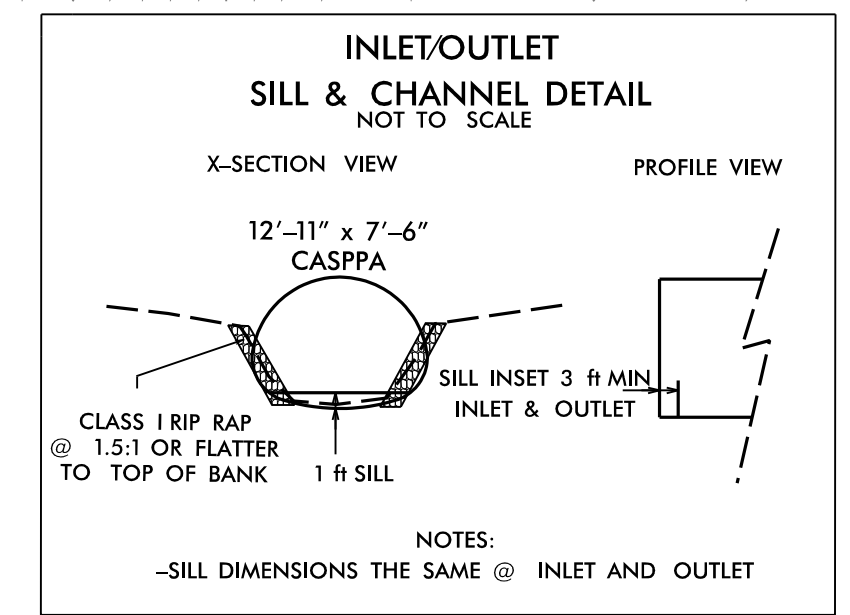 INLET/OUTLET
SILL & CHANNEL DETAIL
NOT TO SCALE
X–SECTION VIEW
PROFILE VIEW
12'–11" x 7'–6"
CASPPA
SILL INSET 3 ft MIN
INLET & OUTLET
CLASS I RIP RAP
@ 1.5:1 OR FLATTER
TO TOP OF BANK
1 ft SILL
NOTES:
–SILL DIMENSIONS THE SAME @ INLET AND OUTLET